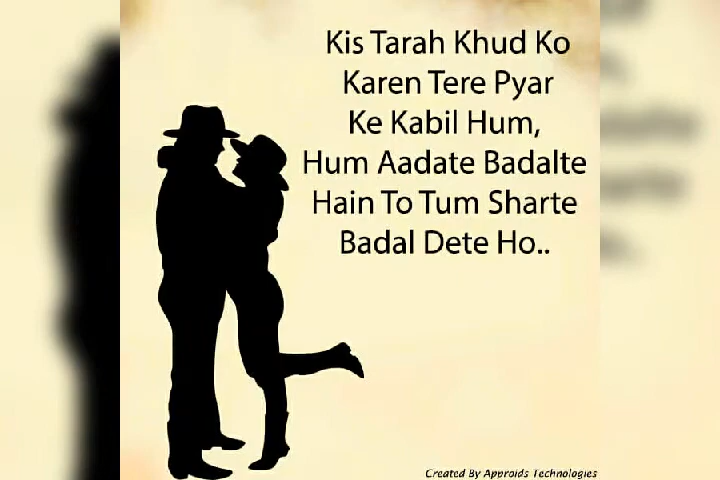 Kis Tarah Khud Ko
Karen Tere Pyar
Ke Kabil Hum,
Hum Aadate Badalte
Hain To Tum Sharte
Badal Dete Ho..
Created By Approids Technologies